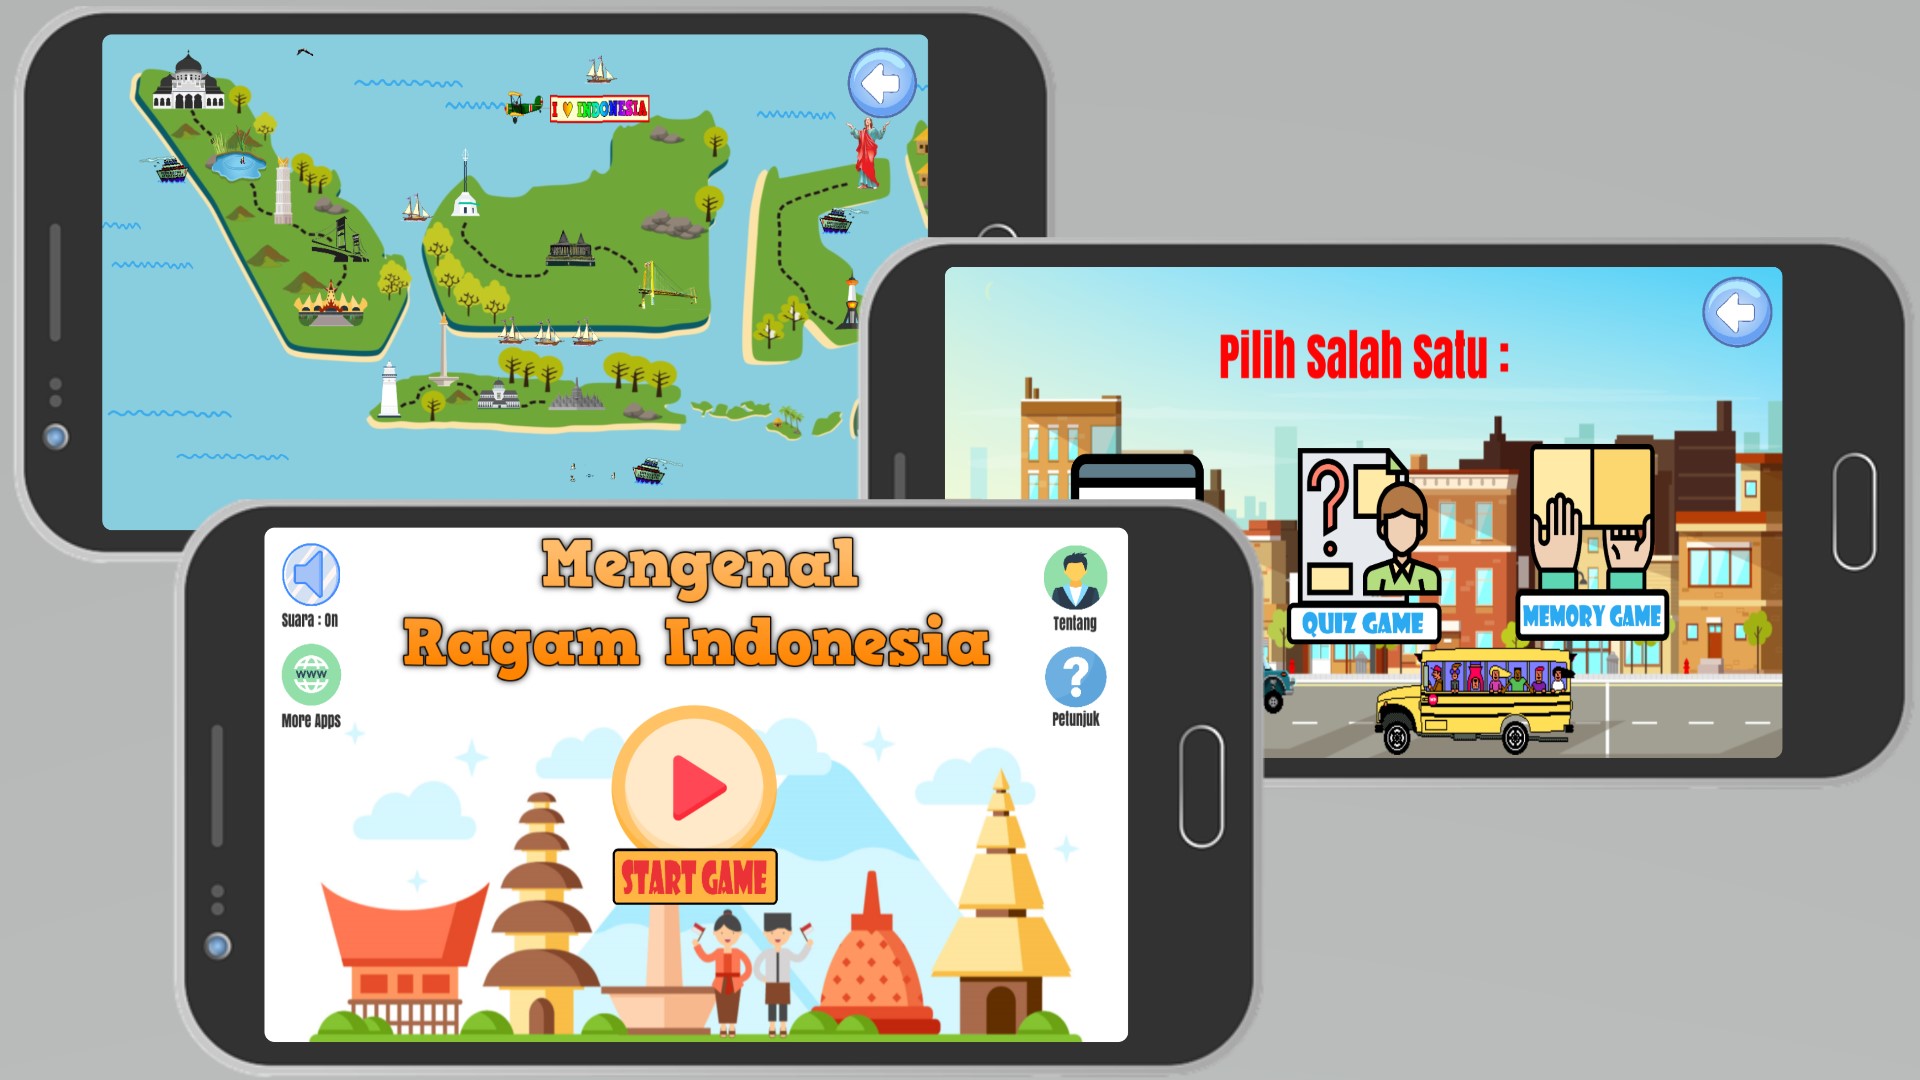 I INDONESIA
Pilih Salah Satu :
QUIZ GAME
MEMORY GAME
Mengenal
Ragam Indonesia
Suara : On
WWW
More Apps
Tentang
?
Petunjuk
START GAME